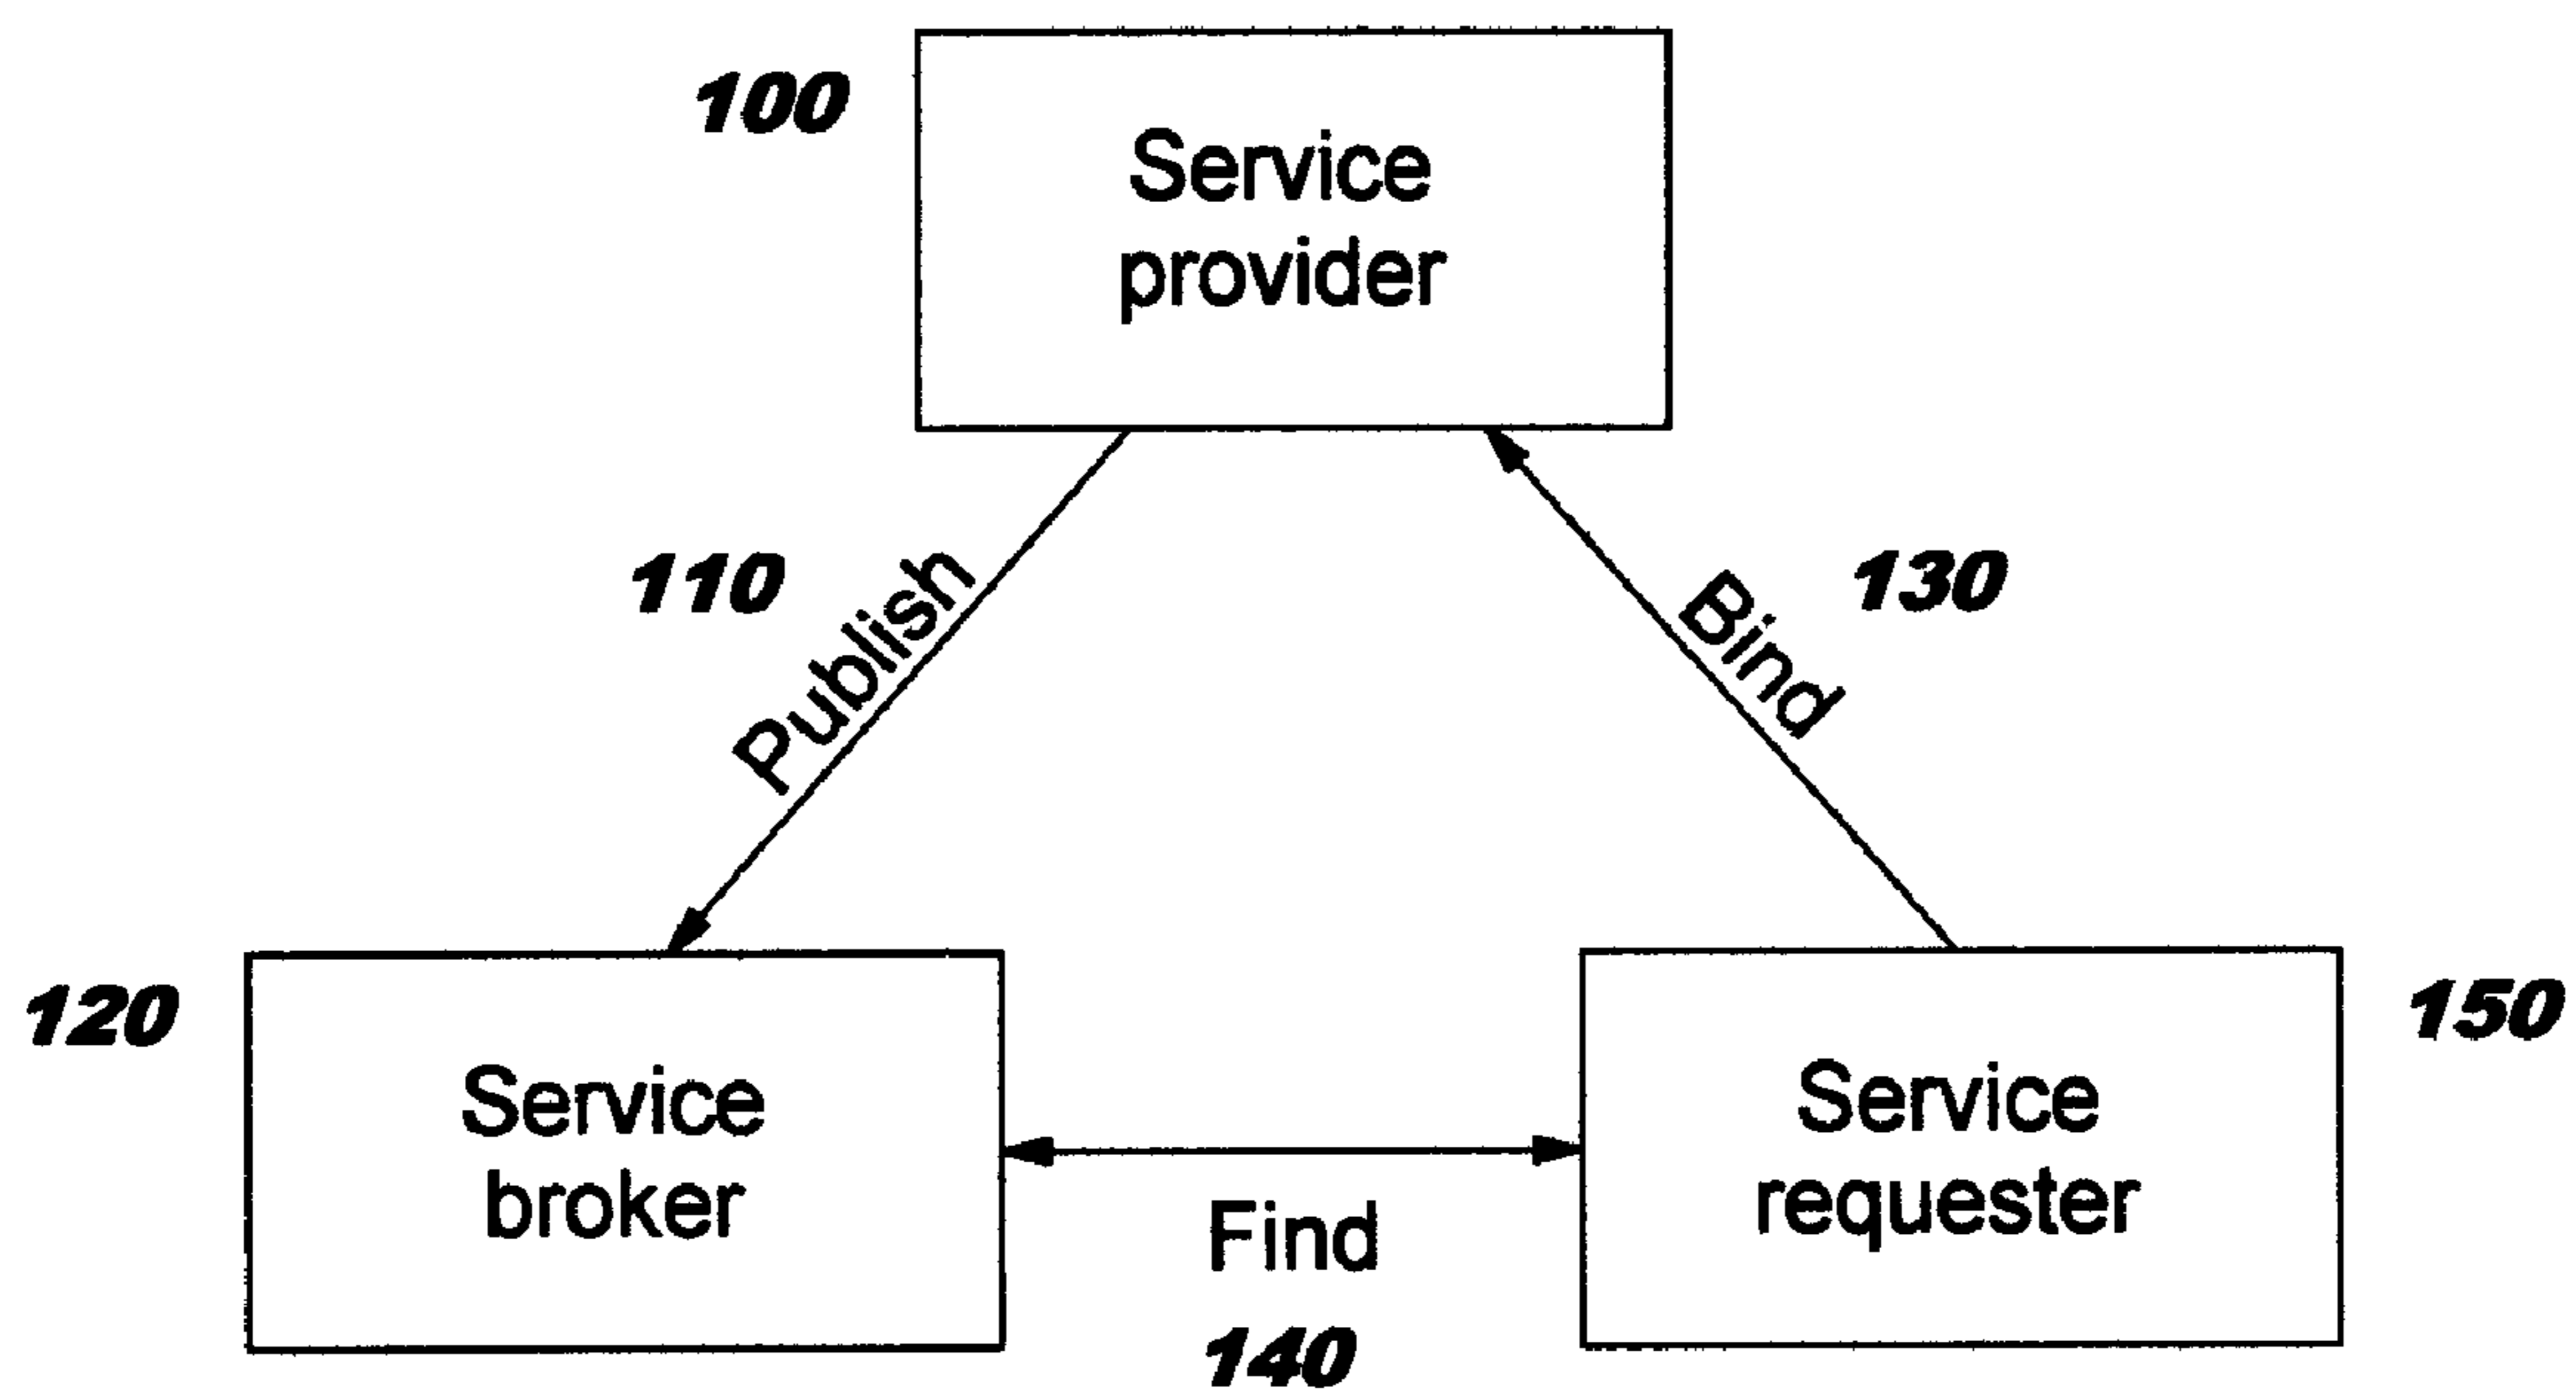 100
Service
provider
110
Publish
130
Bind
120
Service
broker
150
Service
requester
Find
140